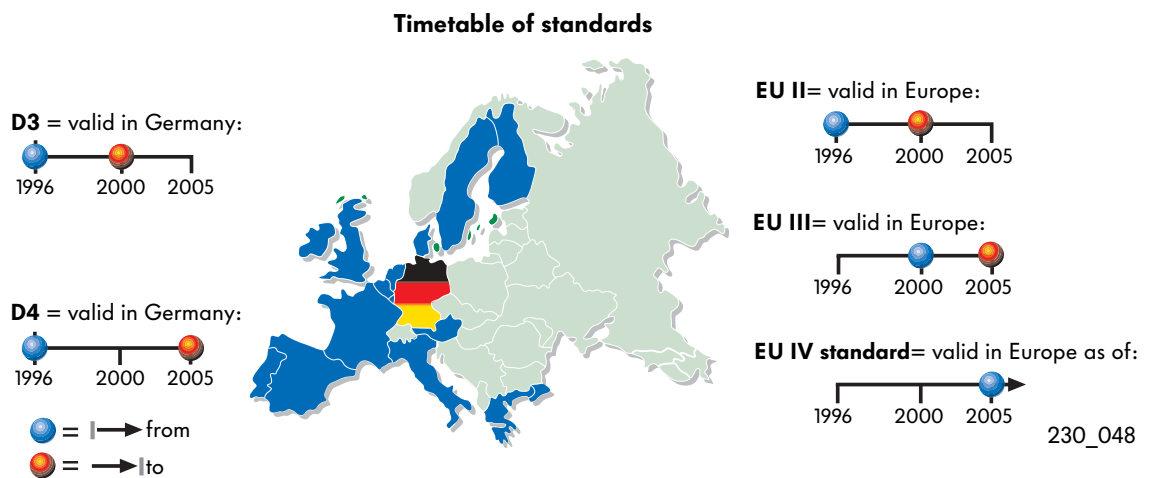 Timetable of standards
D3 = valid in Germany:
1996 2000 2005
D4 = valid in Germany:
1996 2000 2005
= from
= to
EU II= valid in Europe:
1996 2000 2005
EU III= valid in Europe:
1996 2000 2005
EU IV standard= valid in Europe as of:
1996 2000 2005
230_048